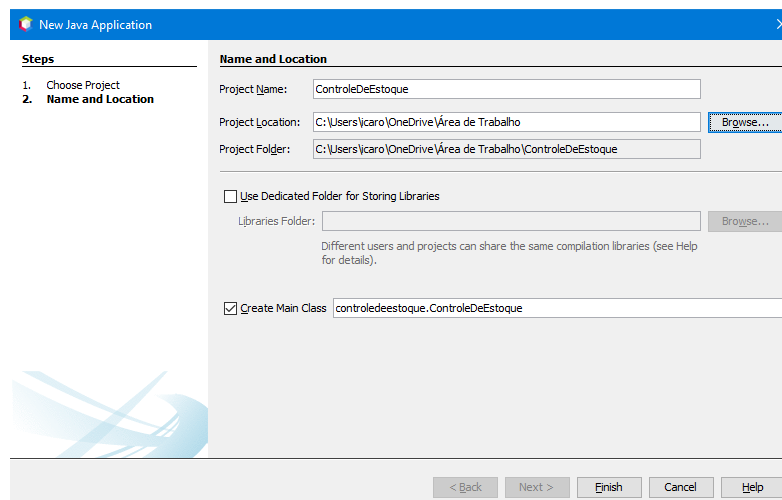 New Java Application
Steps
1. Choose Project
2. Name and Location
Name and Location
Project Name: ControleDeEstoque
Project Location: C:\Users\icaro\OneDrive\Área de Trabalho Browse...
Project Folder: C:\Users\icaro\OneDrive\Área de Trabalho\ControleDeEstoque
Use Dedicated Folder for Storing Libraries
Libraries Folder: Browse...
Different users and projects can share the same compilation libraries (see Help
for details).
Create Main Class controledeestoque.ControleDeEstoque
< Back Next > Finish Cancel Help